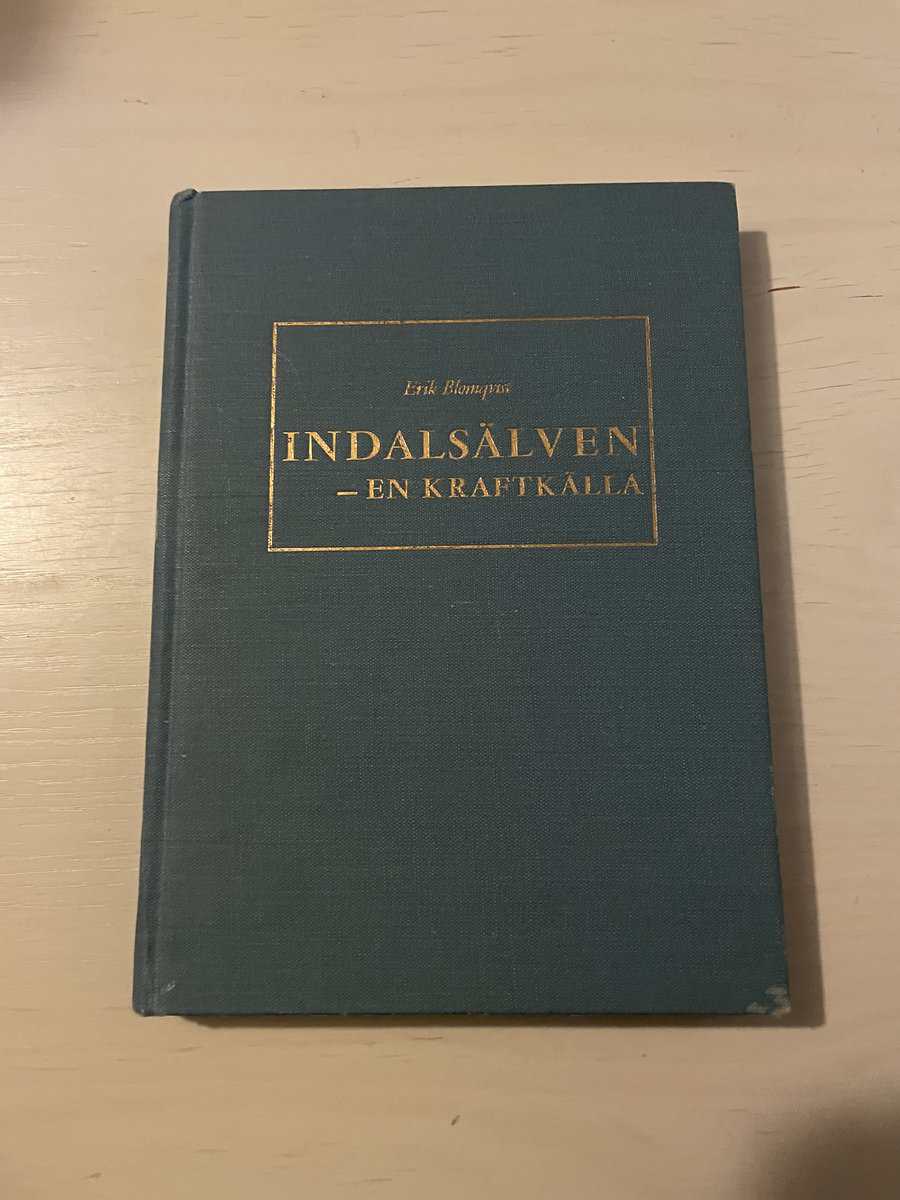 Erik Blomqvist
INDALSÄLVEN
– EN KRAFTKÄLLA